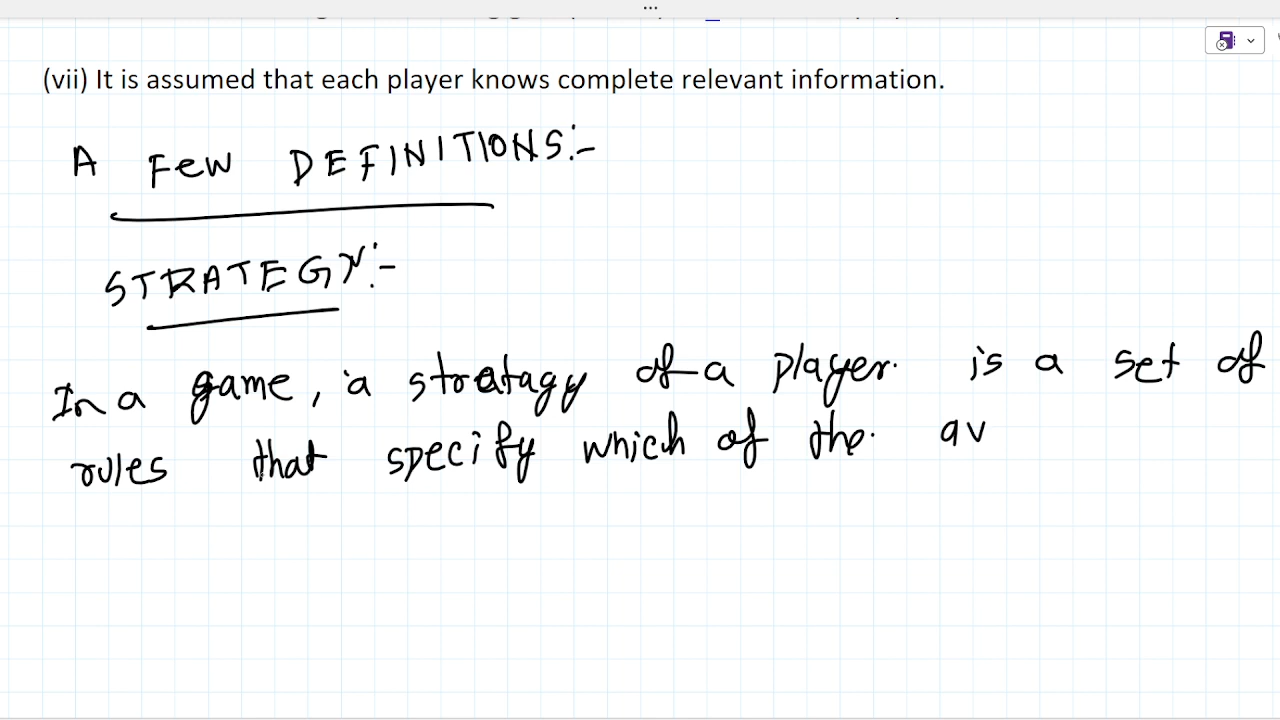 (vii) It is assumed that each player knows complete relevant information.
A FEW DEFINITIONS:-
STRATEGY:-
In a game, a stratagy of a player. is a set of
rules that specify which of the. av